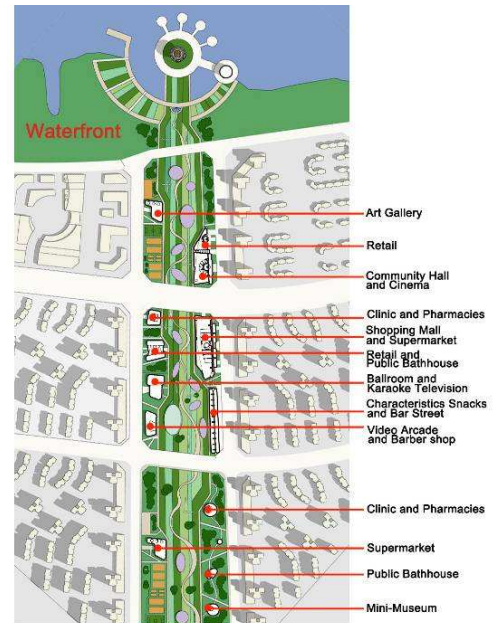 Waterfront
Art Gallery
Retail
Community Hall
and Cinema
Clinic and Pharmacies
Shopping Mall
and Supermarket
Retail and
Public Bathhouse
Ballroom and
Karaoke Television
Characteristics Snacks
and Bar Street
Video Arcade
and Barber shop
Clinic and Pharmacies
Supermarket
Public Bathhouse
Mini-Museum